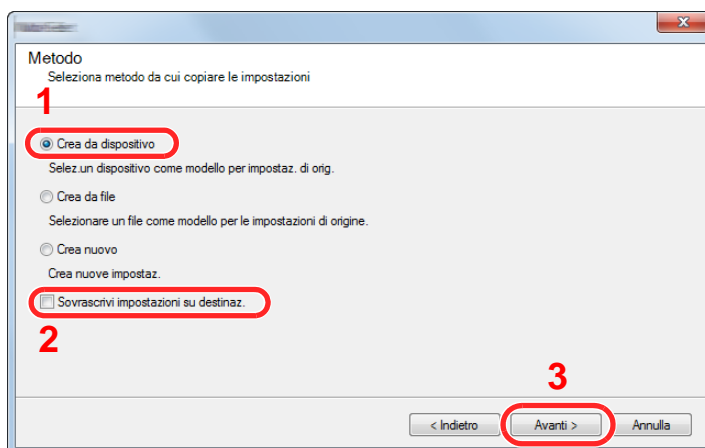 Metodo
Seleziona metodo da cui copiare le impostazioni
1
Crea da dispositivo
Selez.un dispositivo come modello per impostaz. di orig.
Crea da file
Selezionare un file come modello per le impostazioni di origine.
Crea nuovo
Crea nuove impostaz.
Sovrascrivi impostazioni su destinaz.
2
3
< Indietro Avanti > Annulla